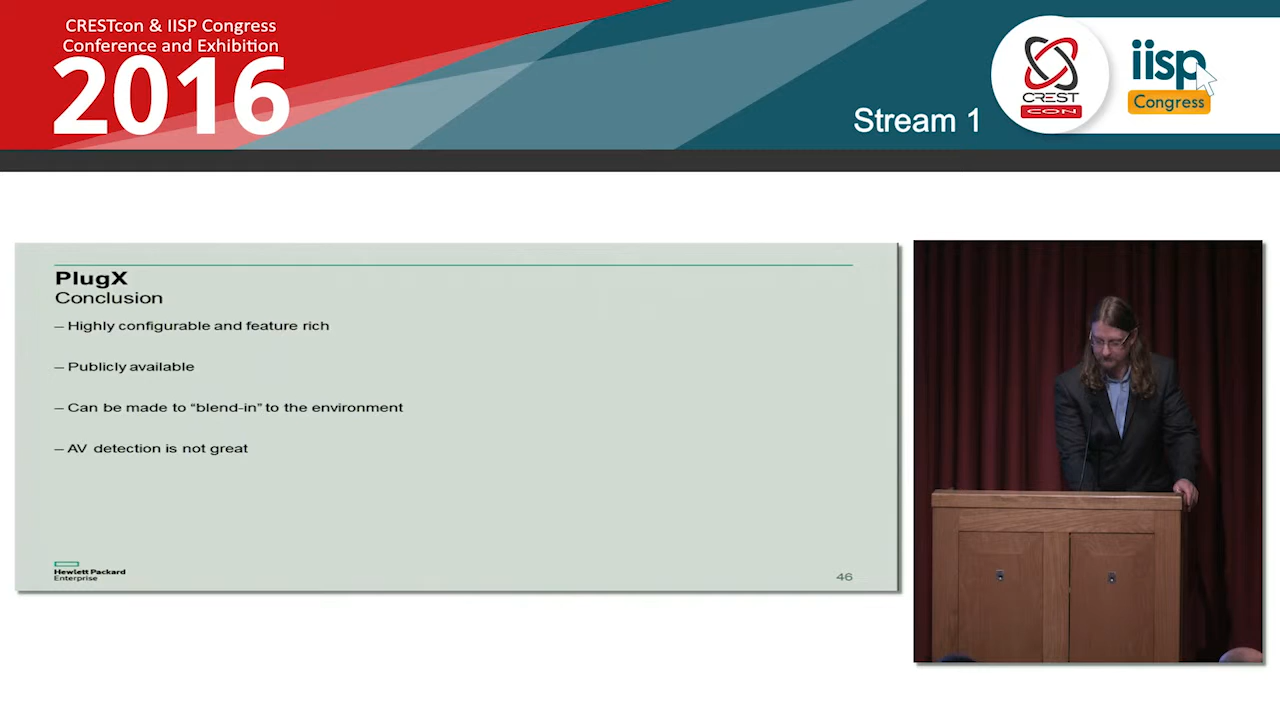 CRESTcon & IISP Congress
Conference and Exhibition
2016
Stream 1
CREST
CON
iisp
Congress
PlugX
Conclusion
– Highly configurable and feature rich
– Publicly available
– Can be made to “blend-in” to the environment
– AV detection is not great
Hewlett Packard
Enterprise
46